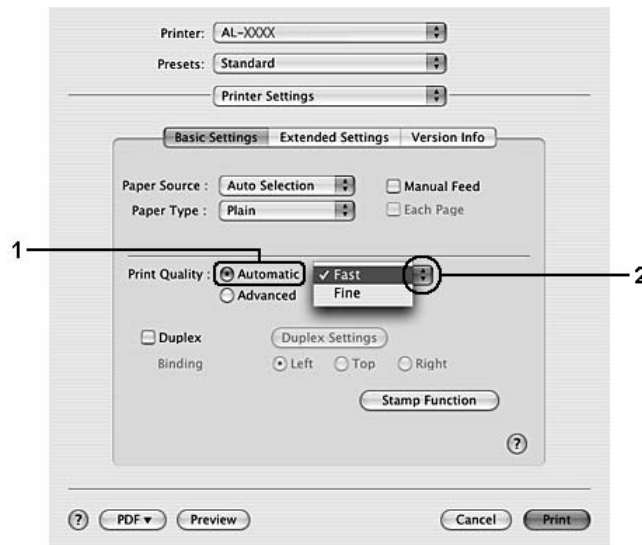 Printer: AL-XXXX
Presets: Standard
Printer Settings
Basic Settings Extended Settings Version Info
Paper Source : Auto Selection Manual Feed
Paper Type : Plain Each Page
1
Print Quality : Automatic ✓ Fast 2
Advanced Fine
Duplex Duplex Settings
Binding Left Top Right
Stamp Function
?
? PDF ▼ Preview Cancel Print